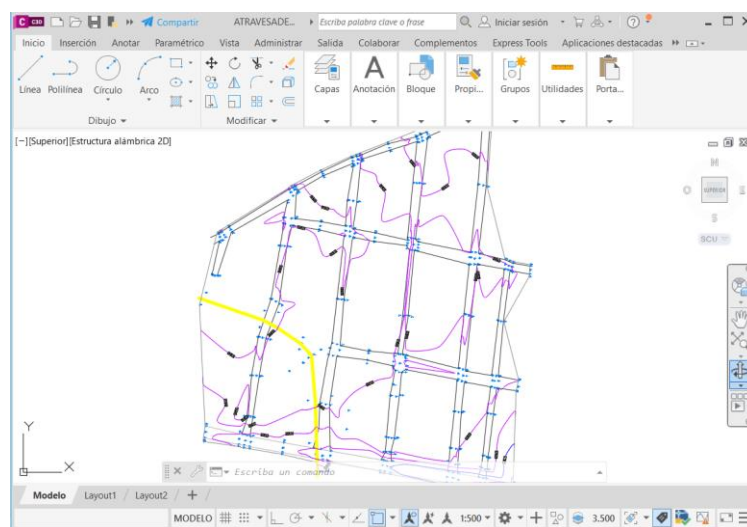 C C3D Compartir ATRAVESADE... Escriba palabra clave o frase Iniciar sesión
Inicio Inserción Anotar Paramétrico Vista Administrar Salida Colaborar Complementos Express Tools Aplicaciones destacadas
Línea Polilínea Círculo Arco Capas Anotación Bloque Propi... Grupos Utilidades Porta...
Dibujo Modificar
[−][Superior][Estructura alámbrica 2D]
SUPERIOR
S
SCU
Y
X
Escriba un comando
Modelo Layout1 Layout2 +
MODELO 1:500 3.500